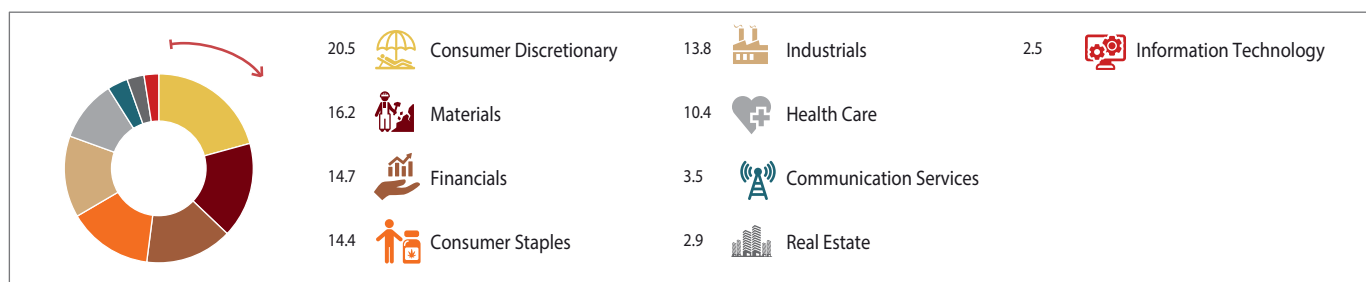 20.5 Consumer Discretionary
16.2 Materials
14.7 Financials
14.4 Consumer Staples
13.8 Industrials
10.4 Health Care
3.5 Communication Services
2.9 Real Estate
2.5 Information Technology